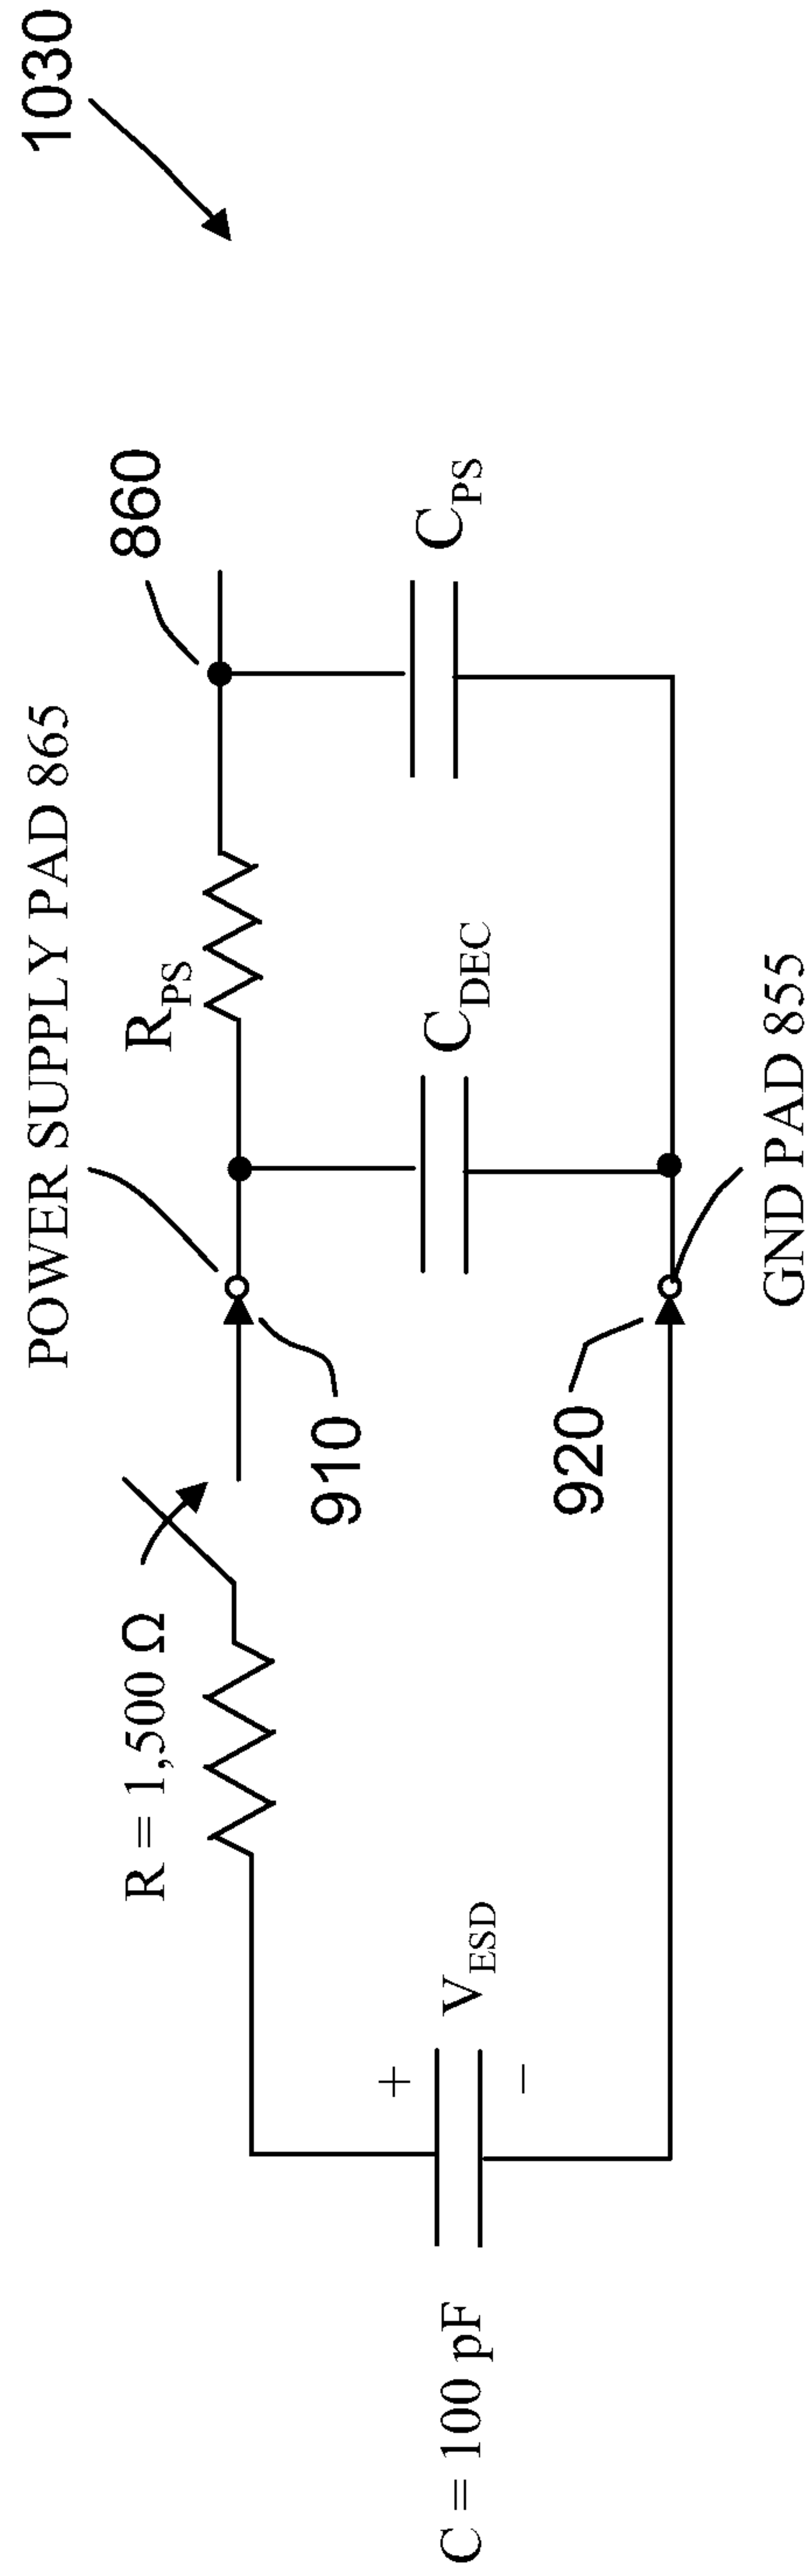 1030
POWER SUPPLY PAD 865
860
R = 1,500 Ω
R_PS
910
C = 100 pF
+
V_ESD
−
C_DEC
C_PS
920
GND PAD 855